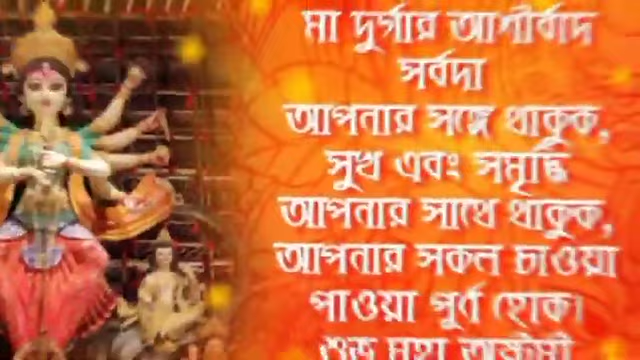 মা দুর্গার আশীর্বাদ
সর্বদা
আপনার সঙ্গে থাকুক,
সুখ এবং সমৃদ্ধি
আপনার সাথে থাকুক,
আপনার সকল চাওয়া
পাওয়া পূর্ণ হোক।
শুভ মহা অষ্টমী